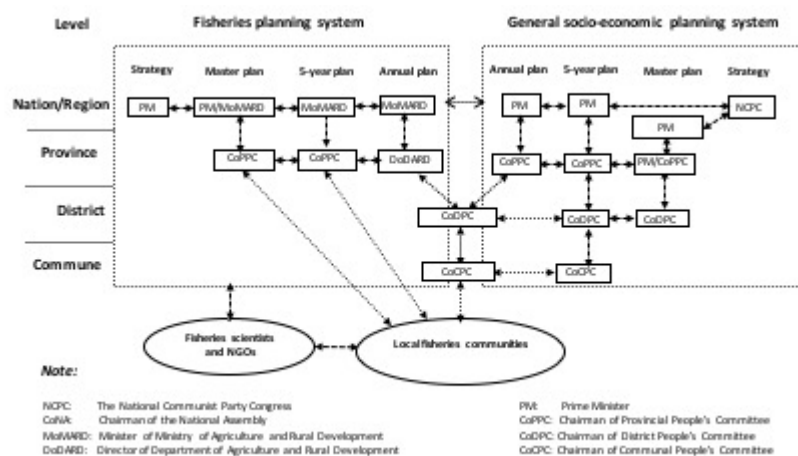 Level Fisheries planning system General socio-economic planning system
Strategy Master plan 5-year plan Annual plan Annual plan 5-year plan Master plan Strategy
Nation/Region PM PM/MoMARD MoMARD MoMARD PM PM NCPC
PM
Province CoPPC CoPPC DoDARD CoPPC CoPPC PM/CoPPC
District CoDPC CoDPC CoDPC
Commune CoCPC CoCPC
Fisheries scientists
and NGOs
Local fisheries communities
Note:
NCPC: The National Communist Party Congress
CoNA: Chairman of the National Assembly
MoMARD: Minister of Ministry of Agriculture and Rural Development
DoDARD: Director of Department of Agriculture and Rural Development
PM: Prime Minister
CoPPC: Chairman of Provincial People's Committee
CoDPC: Chairman of District People's Committee
CoCPC: Chairman of Communal People's Committee